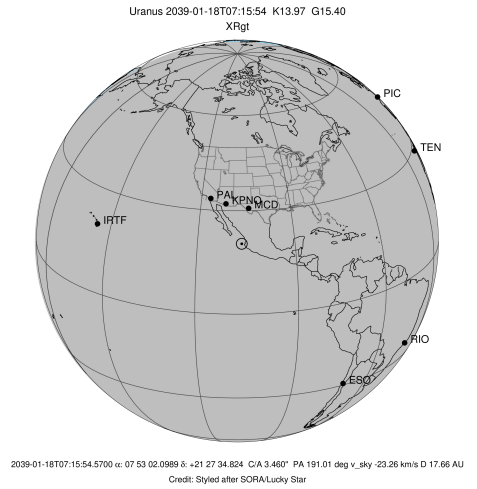 Uranus 2039-01-18T07:15:54 K13.97 G15.40
XRgt
PIC
TEN
PAL
KPNO
MCD
IRTF
RIO
ESO
2039-01-18T07:15:54.5700 α: 07 53 02.0989 δ: +21 27 34.824 C/A 3.460" PA 191.01 deg v_sky -23.26 km/s D 17.66 AU
Credit: Styled after SORA/Lucky Star